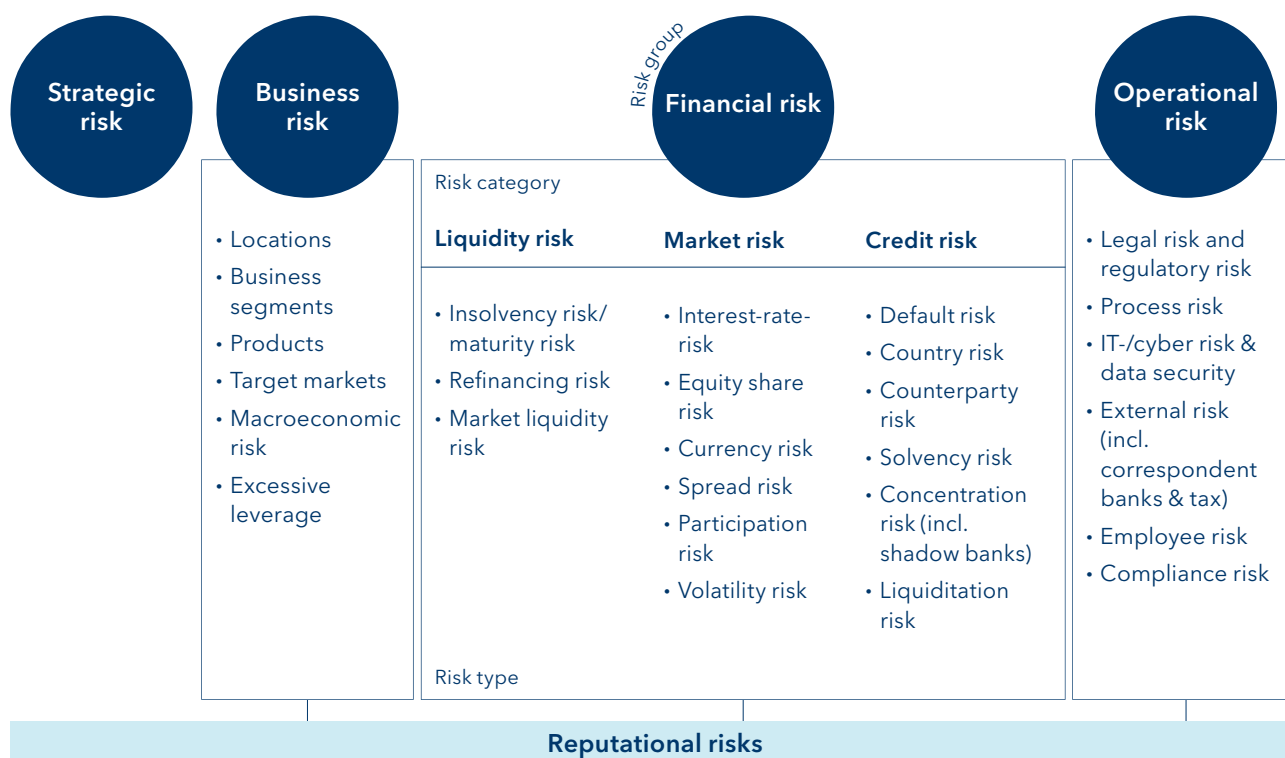 Strategic
risk
Business
risk
Risk group
Financial risk
Operational
risk
• Locations
• Business
segments
• Products
• Target markets
• Macroeconomic
risk
• Excessive
leverage
Risk category
Liquidity risk
• Insolvency risk/
maturity risk
• Refinancing risk
• Market liquidity
risk
Market risk
• Interest-rate-
risk
• Equity share
risk
• Currency risk
• Spread risk
• Participation
risk
• Volatility risk
Credit risk
• Default risk
• Country risk
• Counterparty
risk
• Solvency risk
• Concentration
risk (incl.
shadow banks)
• Liquiditation
risk
Risk type
• Legal risk and
regulatory risk
• Process risk
• IT-/cyber risk &
data security
• External risk
(incl.
correspondent
banks & tax)
• Employee risk
• Compliance risk
Reputational risks